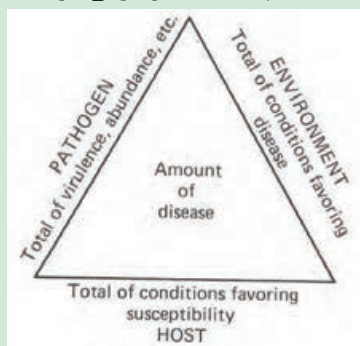 PATHOGEN
Total of virulence, abundance, etc.
ENVIRONMENT
Total of conditions favoring
disease
Amount
of
disease
Total of conditions favoring
susceptibility
HOST